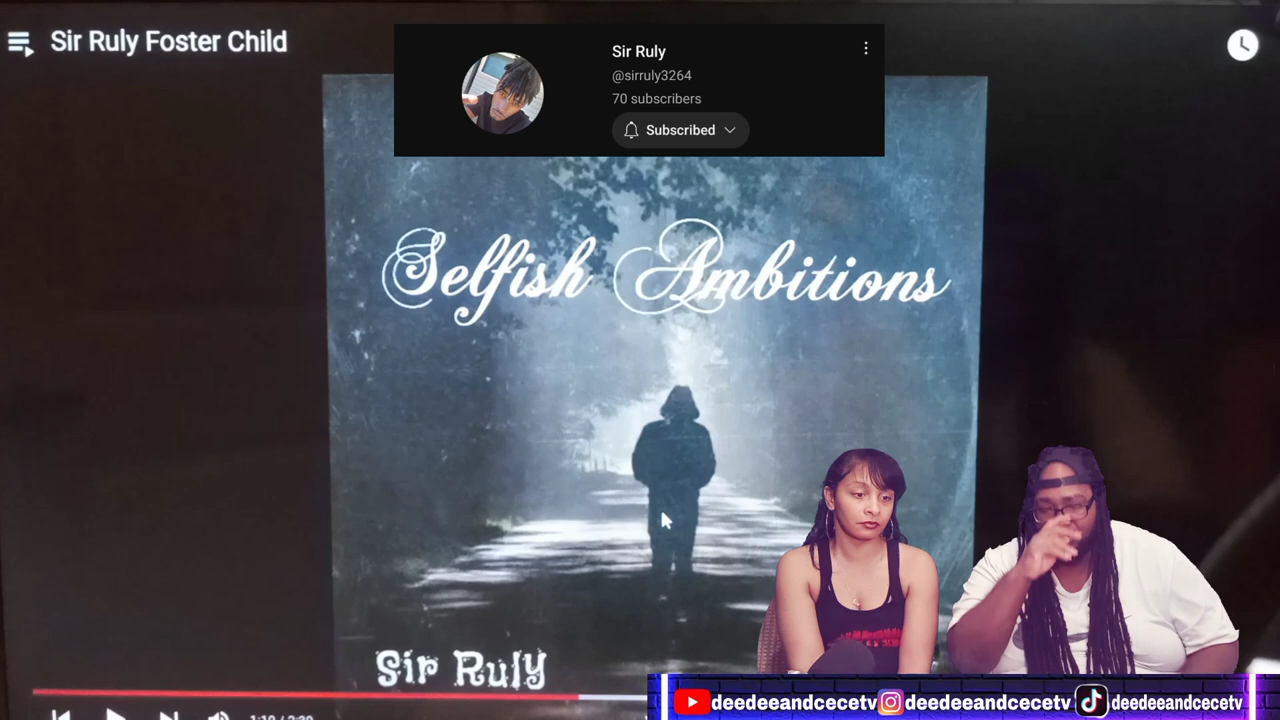 Sir Ruly Foster Child
Sir Ruly
@sirruly3264
70 subscribers
Subscribed
Selfish Ambitions
Sir Ruly
deedeeandcecetv deedeeandcecetv deedeeandcecetv